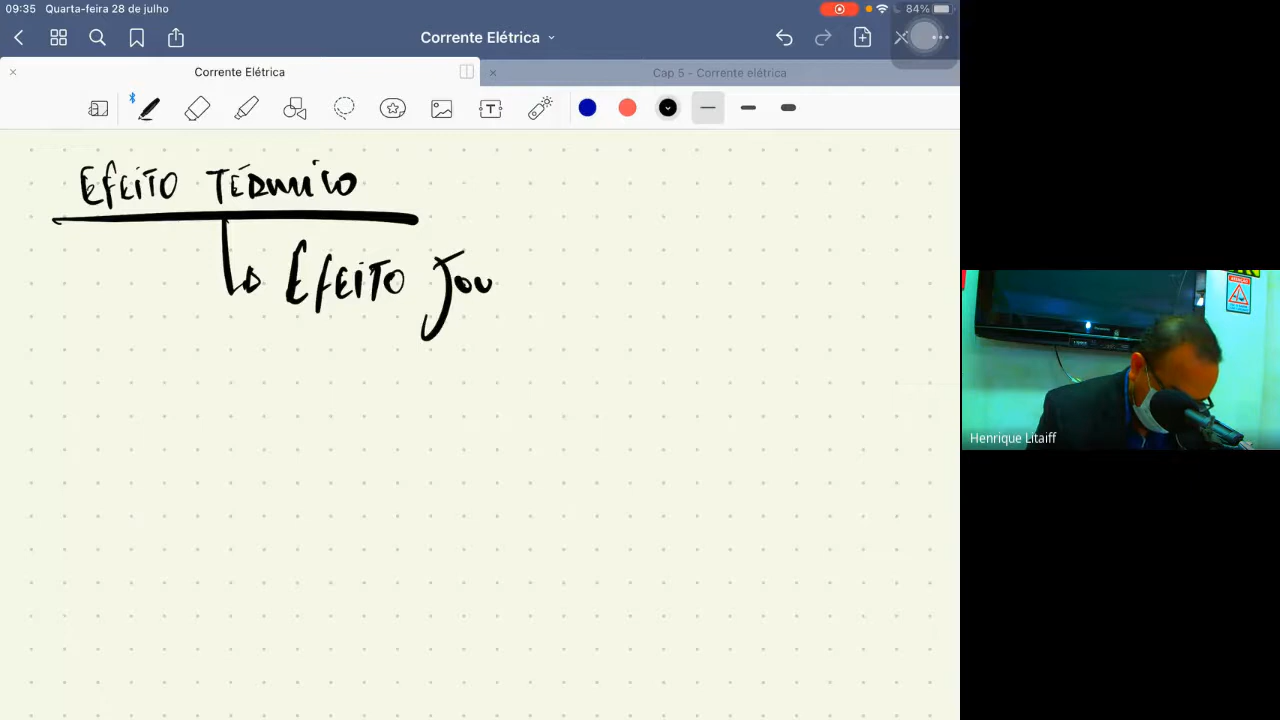 09:35 Quarta-feira 28 de julho 84%
Corrente Elétrica
Corrente Elétrica Cap 5 - Corrente elétrica
EFEITO TÉRMICO
EFEITO JOU
Henrique Litaiff